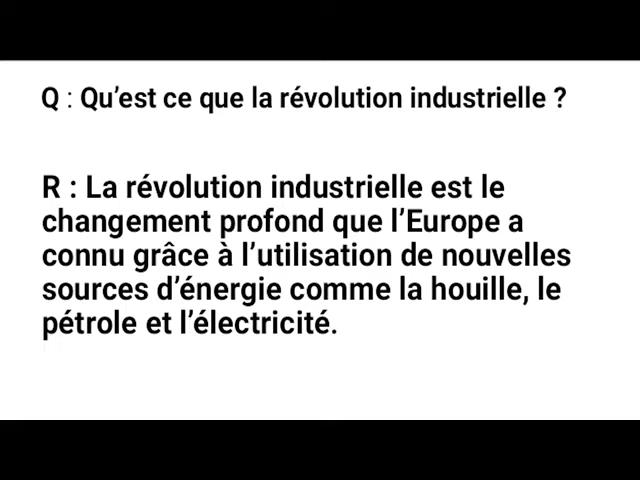 Q : Qu’est ce que la révolution industrielle ?
R : La révolution industrielle est le
changement profond que l’Europe a
connu grâce à l’utilisation de nouvelles
sources d’énergie comme la houille, le
pétrole et l’électricité.